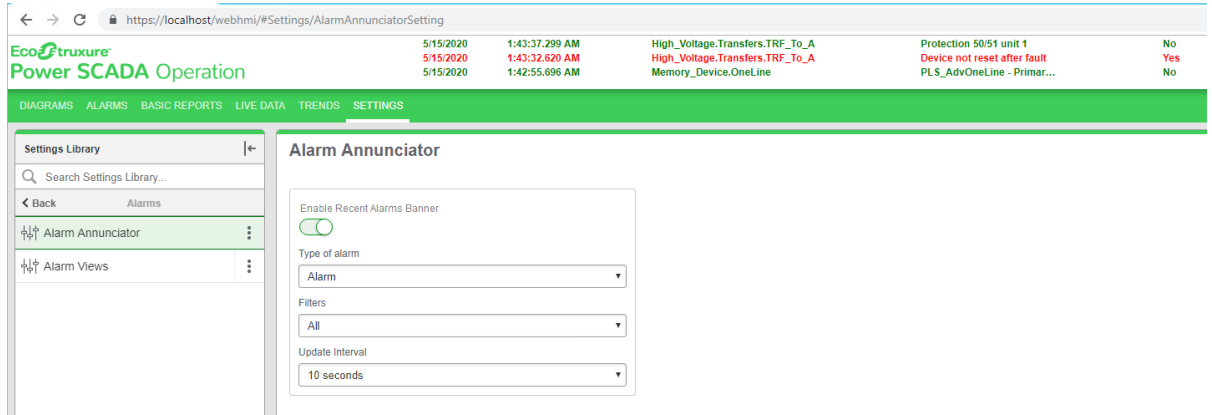 https://localhost/webhmi/#Settings/AlarmAnnunciatorSetting
EcoStruxure
Power SCADA Operation
5/15/2020 1:43:37.299 AM High_Voltage.Transfers.TRF_To_A Protection 50/51 unit 1 No
5/15/2020 1:43:32.620 AM High_Voltage.Transfers.TRF_To_A Device not reset after fault Yes
5/15/2020 1:42:55.696 AM Memory_Device.OneLine PLS_AdvOneLine - Primar... No
DIAGRAMS ALARMS BASIC REPORTS LIVE DATA TRENDS SETTINGS
Settings Library
Search Settings Library...
Back Alarms
Alarm Annunciator
Alarm Views
Alarm Annunciator
Enable Recent Alarms Banner
Type of alarm
Alarm
Filters
All
Update Interval
10 seconds